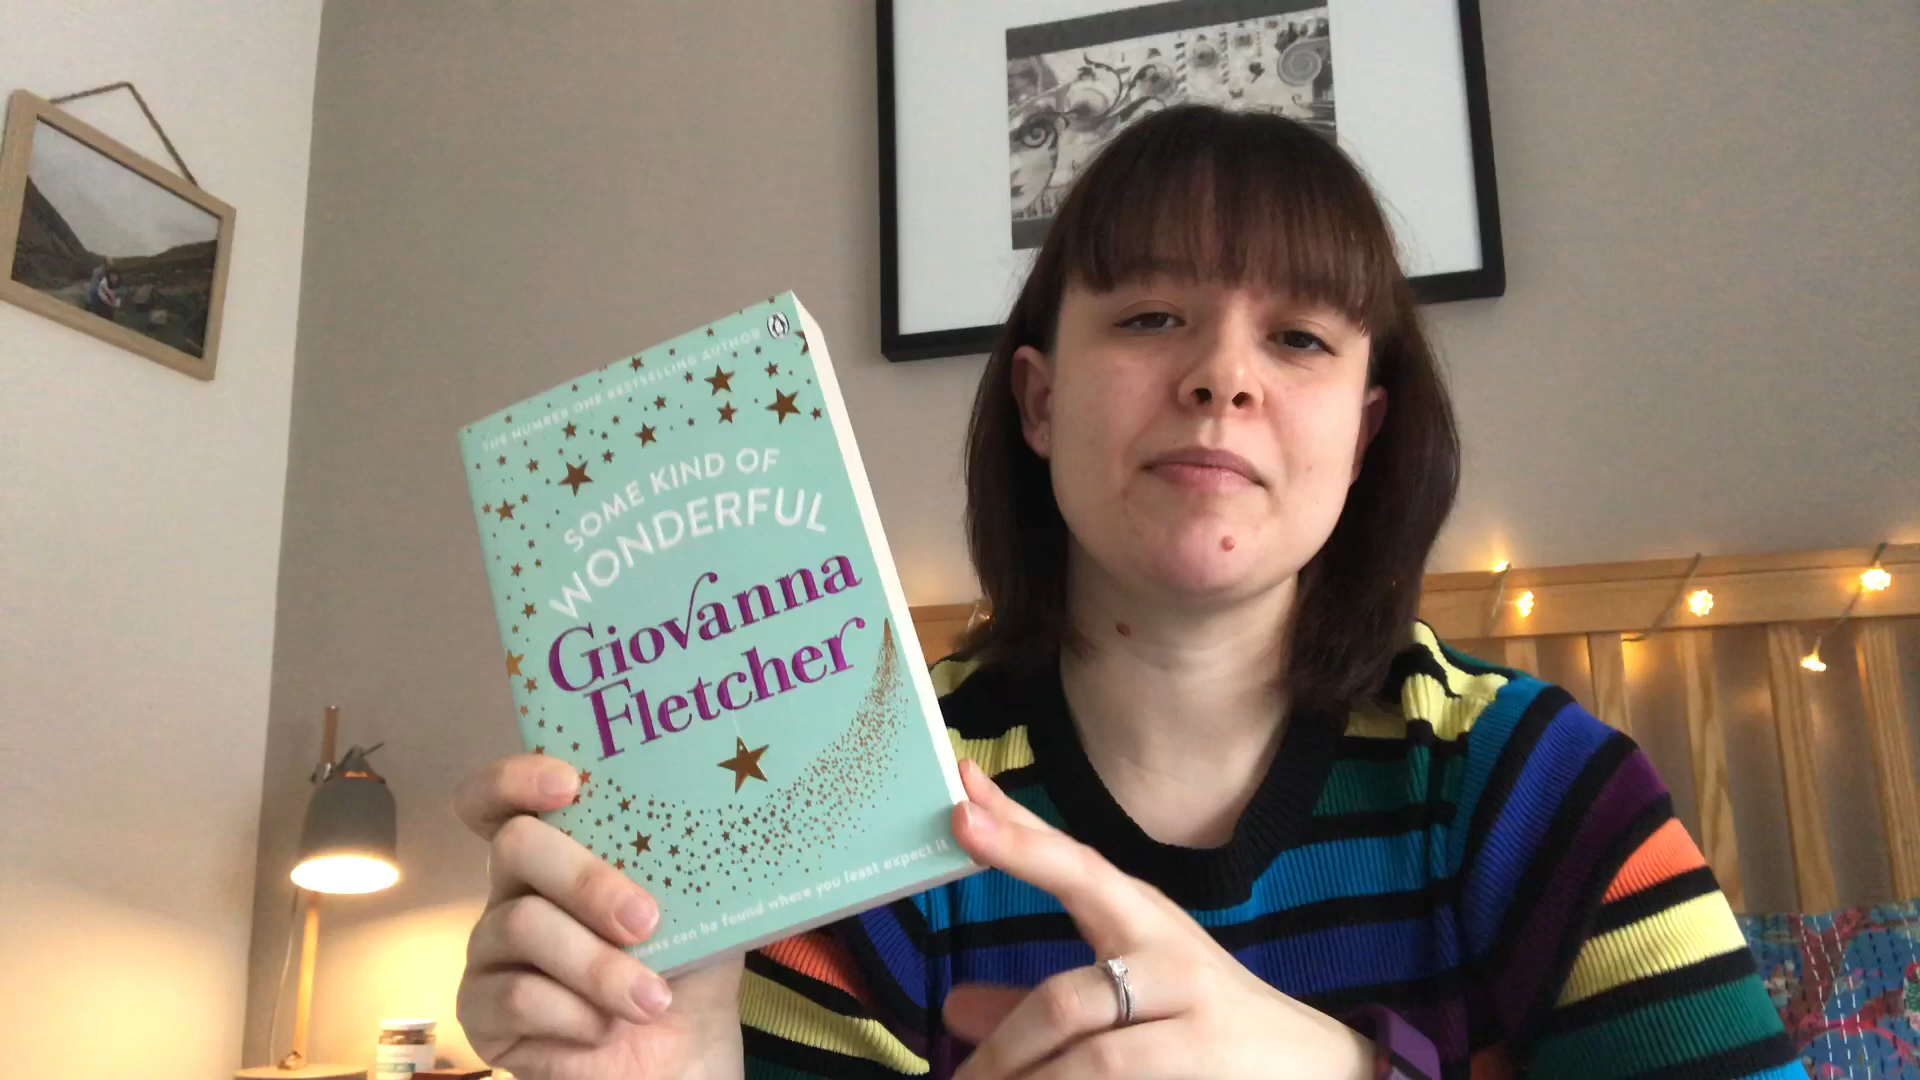 THE NUMBER ONE BESTSELLING AUTHOR
SOME KIND OF
WONDERFUL
Giovanna
Fletcher
can be found where you least expect it